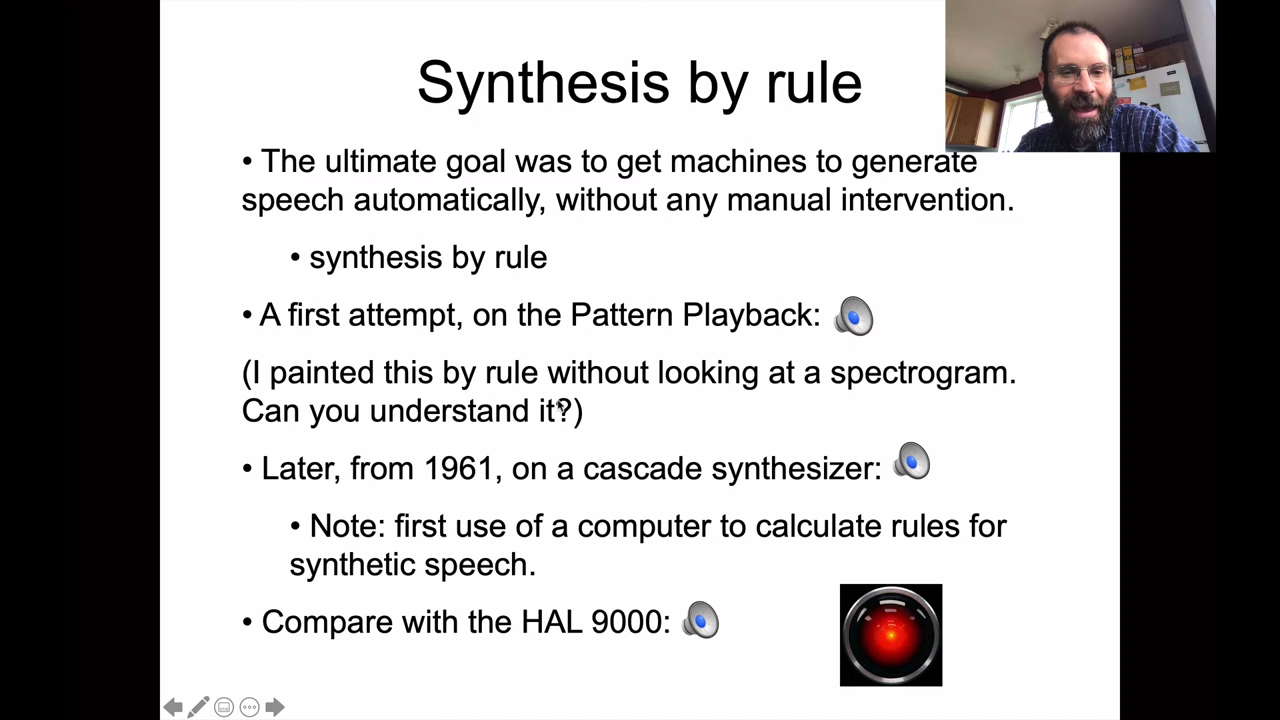 Synthesis by rule
• The ultimate goal was to get machines to generate
speech automatically, without any manual intervention.
• synthesis by rule
• A first attempt, on the Pattern Playback:
(I painted this by rule without looking at a spectrogram.
Can you understand it?)
• Later, from 1961, on a cascade synthesizer:
• Note: first use of a computer to calculate rules for
synthetic speech.
• Compare with the HAL 9000: